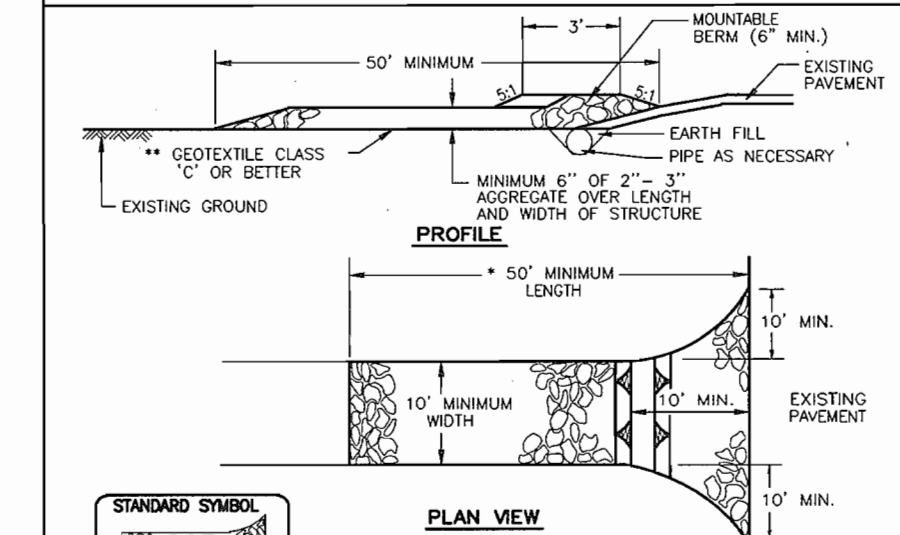 3'
MOUNTABLE
BERM (6" MIN.)
50' MINIMUM
EXISTING
PAVEMENT
5:1
5:1
** GEOTEXTILE CLASS
'C' OR BETTER
EARTH FILL
PIPE AS NECESSARY
MINIMUM 6" OF 2"- 3"
AGGREGATE OVER LENGTH
AND WIDTH OF STRUCTURE
EXISTING GROUND
PROFILE
* 50' MINIMUM
LENGTH
10' MIN.
10' MINIMUM
WIDTH
10' MIN.
EXISTING
PAVEMENT
10' MIN.
STANDARD SYMBOL
PLAN VIEW